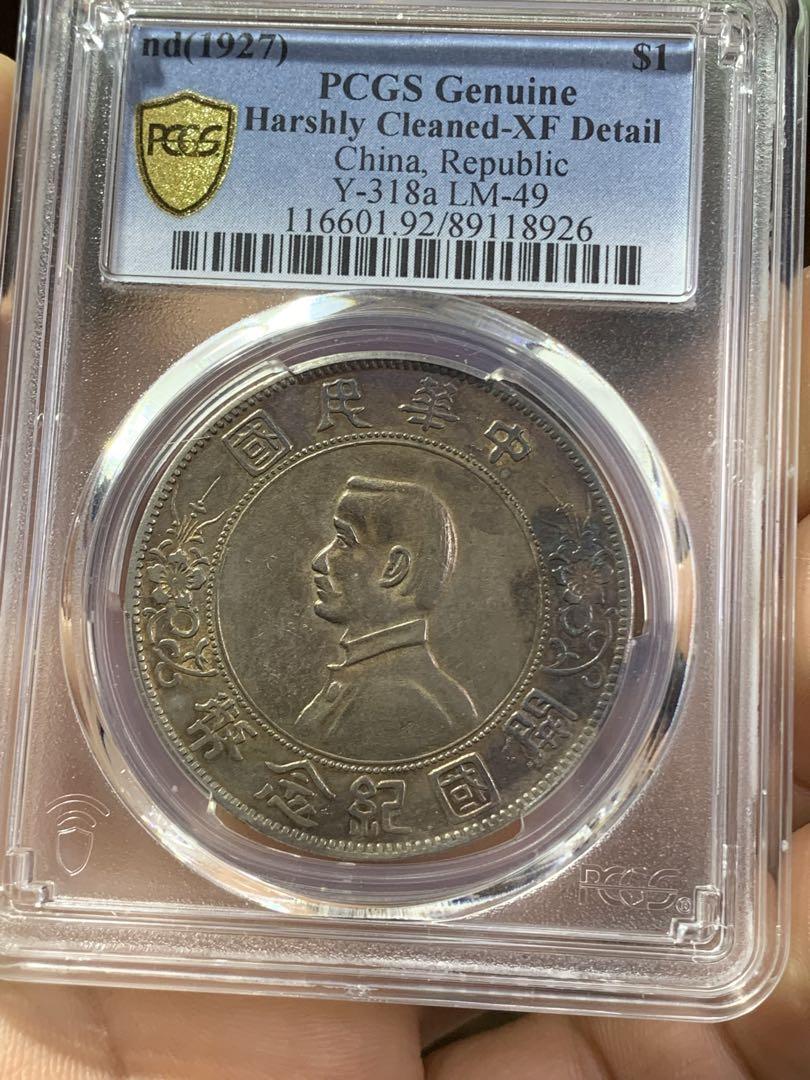 nd(1927) $1
PCGS Genuine
PCGS
Harshly Cleaned-XF Detail
China, Republic
Y-318a LM-49
116601.92/89118926
中華民國
開國紀念幣
PCGS®